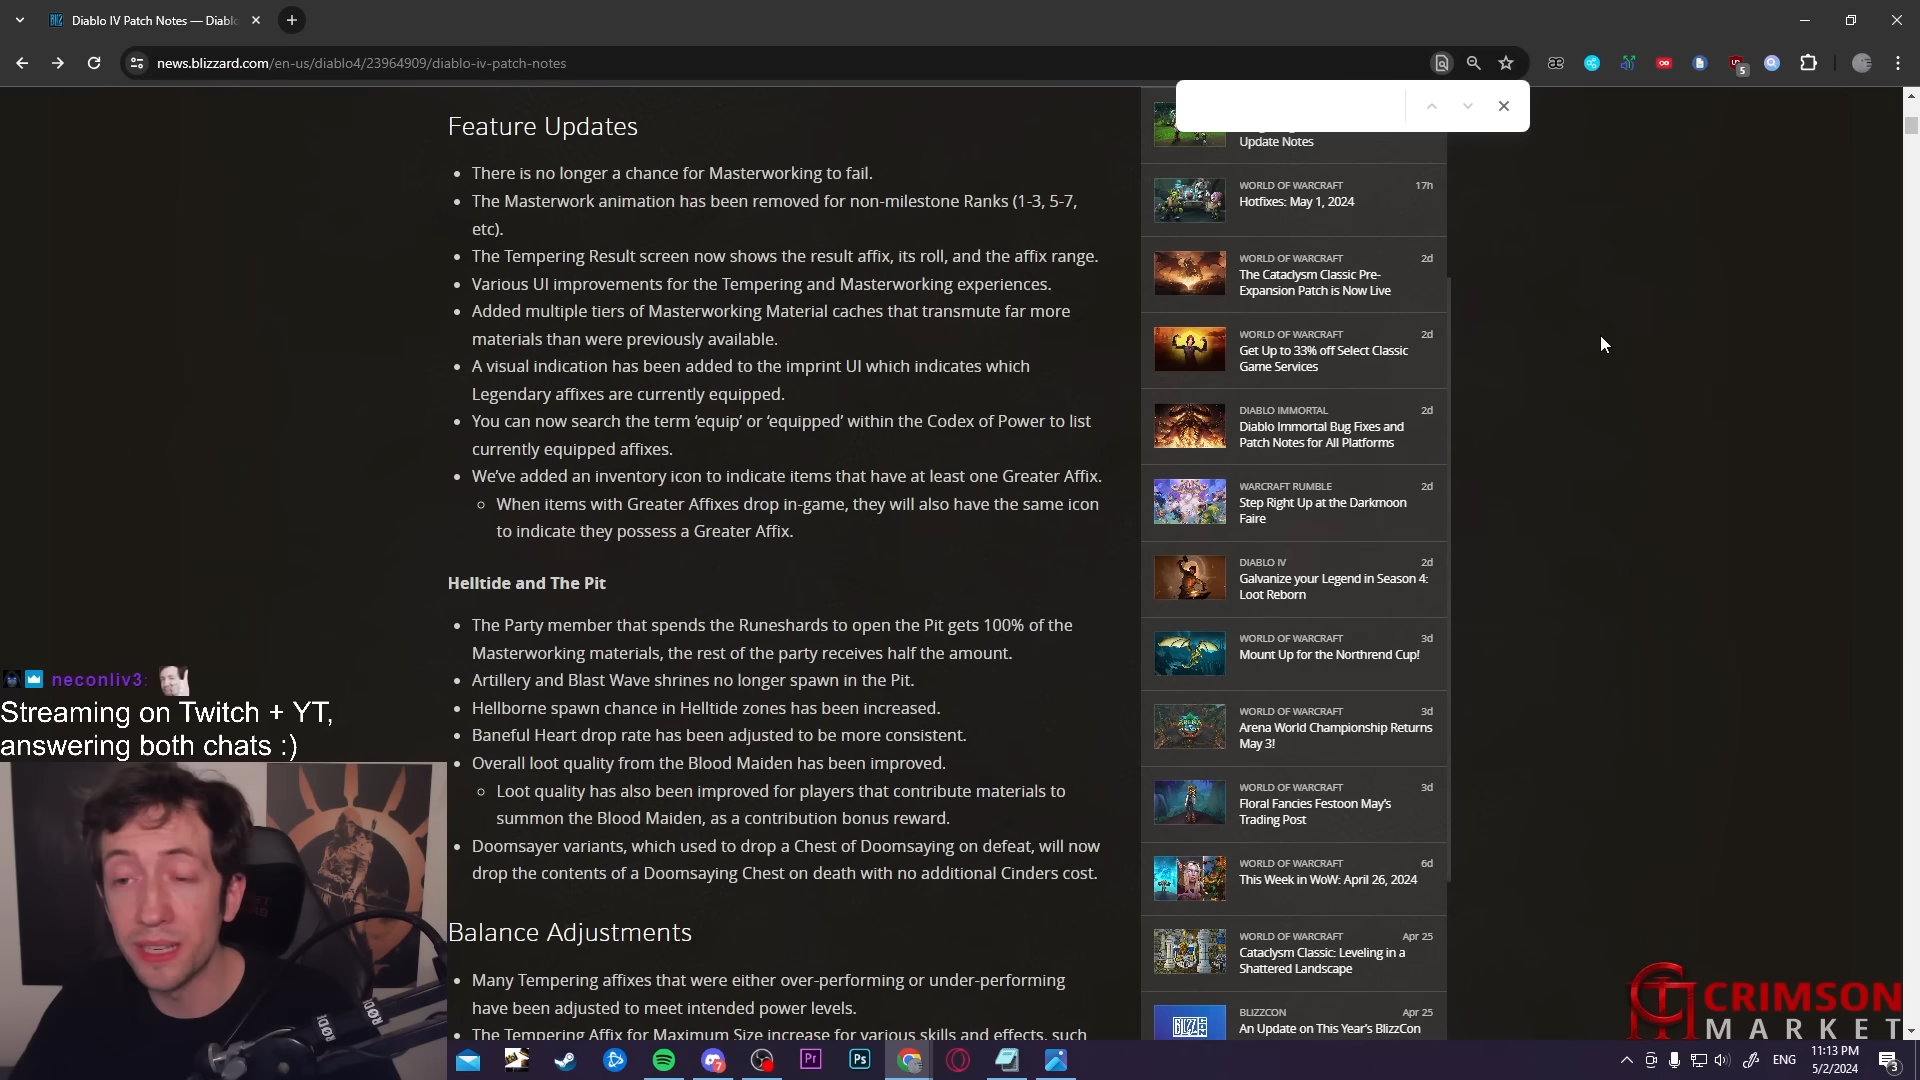 Diablo IV Patch Notes — Diabl
news.blizzard.com/en-us/diablo4/23964909/diablo-iv-patch-notes
5
Feature Updates
• There is no longer a chance for Masterworking to fail.
• The Masterwork animation has been removed for non-milestone Ranks (1-3, 5-7,
etc).
• The Tempering Result screen now shows the result affix, its roll, and the affix range.
• Various UI improvements for the Tempering and Masterworking experiences.
• Added multiple tiers of Masterworking Material caches that transmute far more
materials than were previously available.
• A visual indication has been added to the imprint UI which indicates which
Legendary affixes are currently equipped.
• You can now search the term ‘equip’ or ‘equipped’ within the Codex of Power to list
currently equipped affixes.
• We’ve added an inventory icon to indicate items that have at least one Greater Affix.
◦ When items with Greater Affixes drop in-game, they will also have the same icon
to indicate they possess a Greater Affix.
Helltide and The Pit
• The Party member that spends the Runeshards to open the Pit gets 100% of the
Masterworking materials, the rest of the party receives half the amount.
• Artillery and Blast Wave shrines no longer spawn in the Pit.
• Hellborne spawn chance in Helltide zones has been increased.
• Baneful Heart drop rate has been adjusted to be more consistent.
• Overall loot quality from the Blood Maiden has been improved.
◦ Loot quality has also been improved for players that contribute materials to
summon the Blood Maiden, as a contribution bonus reward.
• Doomsayer variants, which used to drop a Chest of Doomsaying on defeat, will now
drop the contents of a Doomsaying Chest on death with no additional Cinders cost.
Balance Adjustments
• Many Tempering affixes that were either over-performing or under-performing
have been adjusted to meet intended power levels.
• The Tempering Affix for Maximum Size increase for various skills and effects, such
Update Notes
WORLD OF WARCRAFT 17h
Hotfixes: May 1, 2024
WORLD OF WARCRAFT 2d
The Cataclysm Classic Pre-
Expansion Patch is Now Live
WORLD OF WARCRAFT 2d
Get Up to 33% off Select Classic
Game Services
DIABLO IMMORTAL 2d
Diablo Immortal Bug Fixes and
Patch Notes for All Platforms
WARCRAFT RUMBLE 2d
Step Right Up at the Darkmoon
Faire
DIABLO IV 2d
Galvanize your Legend in Season 4:
Loot Reborn
WORLD OF WARCRAFT 3d
Mount Up for the Northrend Cup!
WORLD OF WARCRAFT 3d
Arena World Championship Returns
May 3!
WORLD OF WARCRAFT 3d
Floral Fancies Festoon May’s
Trading Post
WORLD OF WARCRAFT 6d
This Week in WoW: April 26, 2024
WORLD OF WARCRAFT Apr 25
Cataclysm Classic: Leveling in a
Shattered Landscape
BLIZZCON Apr 25
An Update on This Year’s BlizzCon
neconliv3:
Streaming on Twitch + YT,
answering both chats :)
RØDE
RØDE
CRIMSON
MARKET
Pr
Ps
7
ENG
11:13 PM
5/2/2024
3